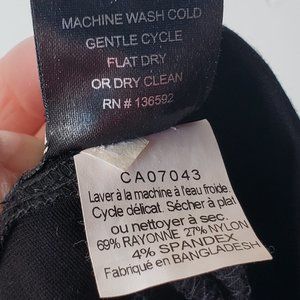 MACHINE WASH COLD
GENTLE CYCLE
FLAT DRY
OR DRY CLEAN
RN # 136592
CA07043
Laver à la machine à l'eau froide.
Cycle délicat. Sécher à plat
ou nettoyer à sec.
69% RAYONNE 27% NYLON
4% SPANDEX
Fabriqué en BANGLADESH